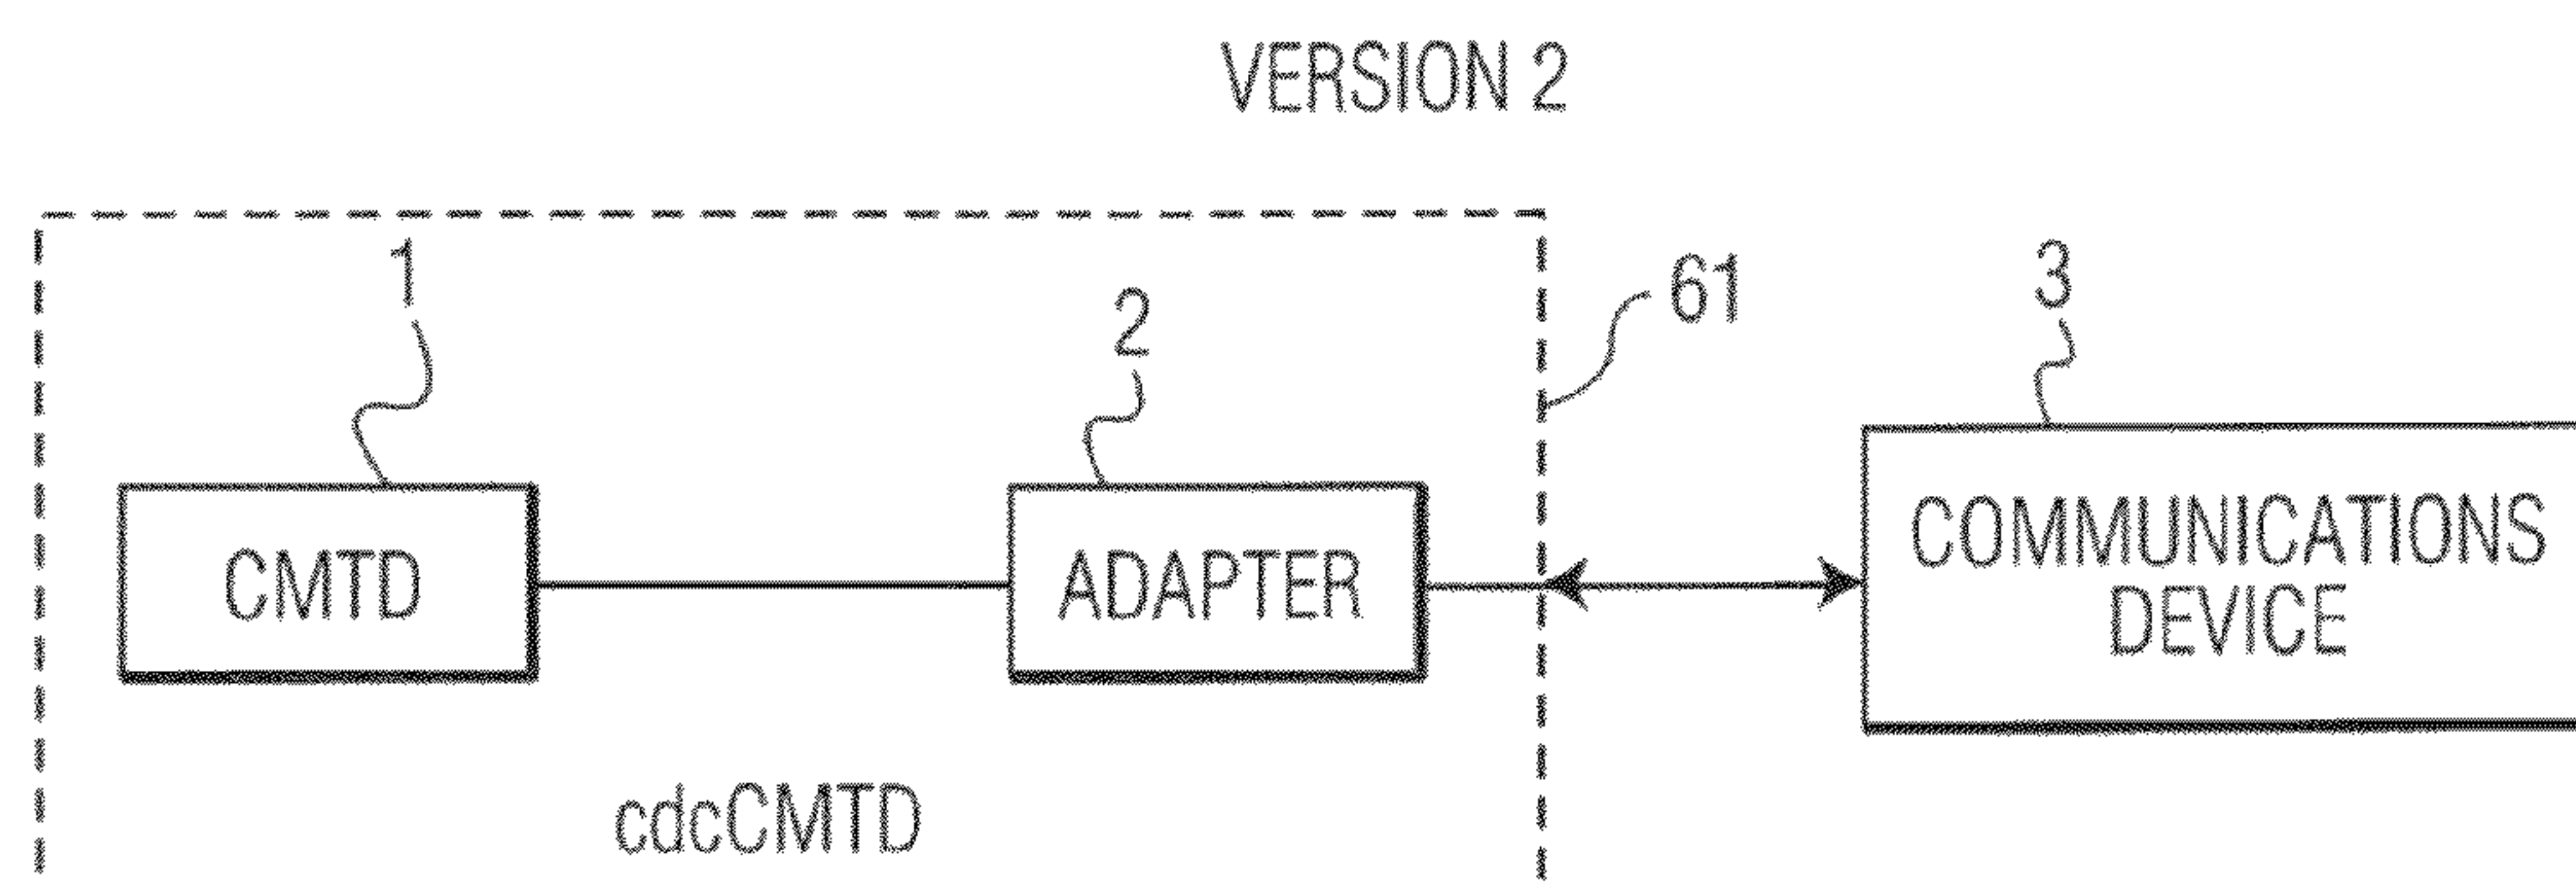 VERSION 2
1
2
61
3
CMTD
ADAPTER
COMMUNICATIONS
DEVICE
cdcCMTD